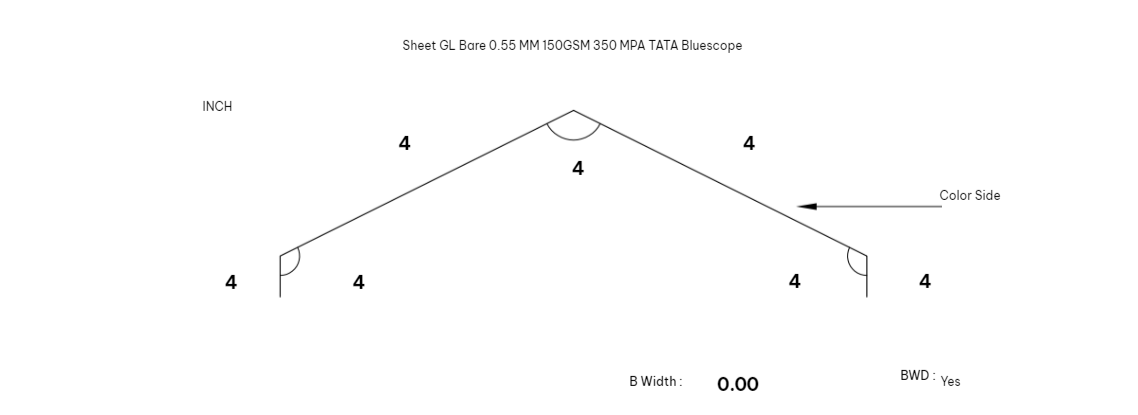 Sheet GL Bare 0.55 MM 150GSM 350 MPA TATA Bluescope
INCH
4
4
4
Color Side
4
4
4
4
B Width : 0.00
BWD : Yes